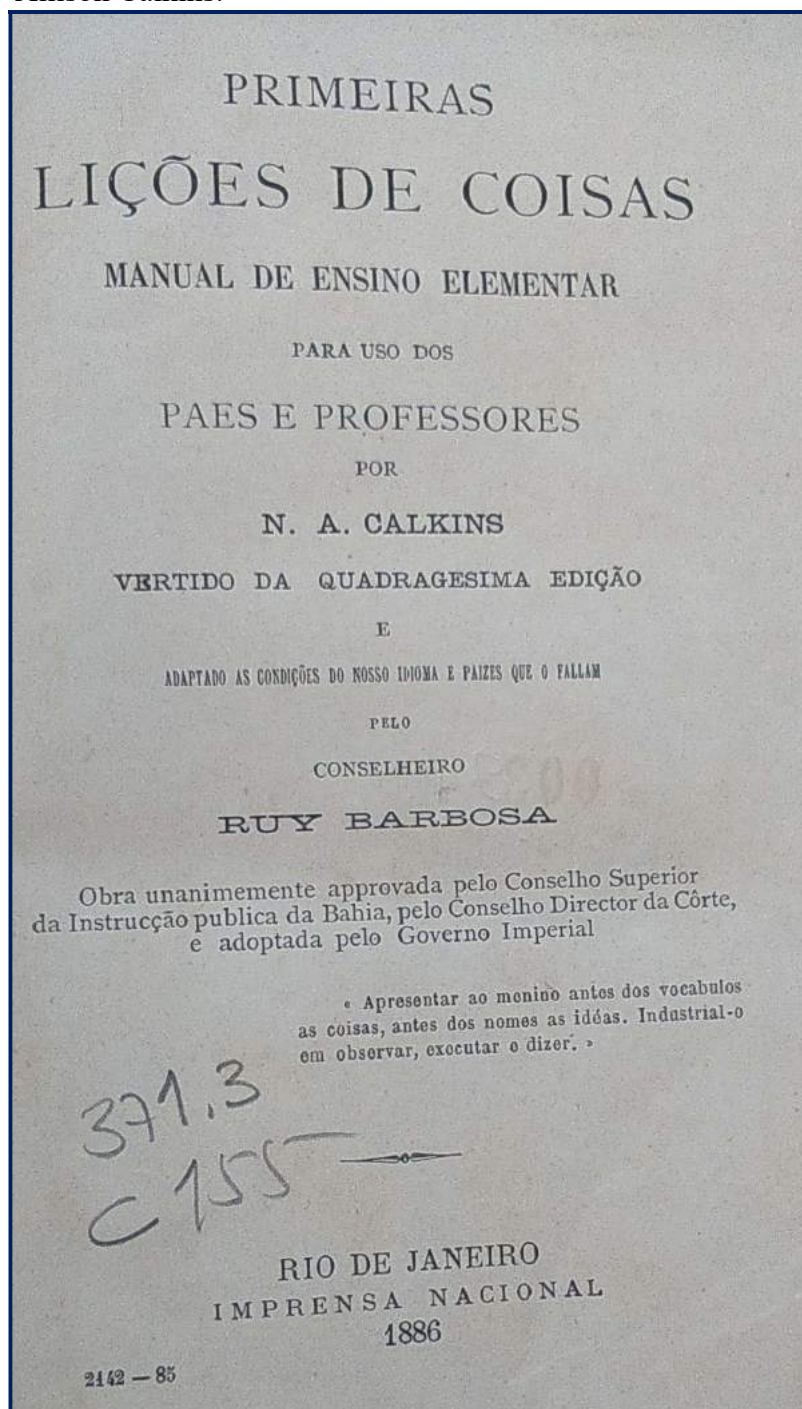 PRIMEIRAS
LIÇÕES DE COISAS
MANUAL DE ENSINO ELEMENTAR
PARA USO DOS
PAES E PROFESSORES
POR
N. A. CALKINS
VERTIDO DA QUADRAGESIMA EDIÇÃO
E
ADAPTADO AS CONDIÇÕES DO NOSSO IDIOMA E PAIZES QUE O FALLAM
PELO
CONSELHEIRO
RUY BARBOSA
Obra unanimemente approvada pelo Conselho Superior
da Instrucção publica da Bahia, pelo Conselho Director da Côrte,
e adoptada pelo Governo Imperial
« Apresentar ao menino antes dos vocabulos
as coisas, antes dos nomes as idéas. Industrial-o
em observar, executar e dizer. »
371.3
C155
RIO DE JANEIRO
IMPRENSA NACIONAL
1886
2142 — 85